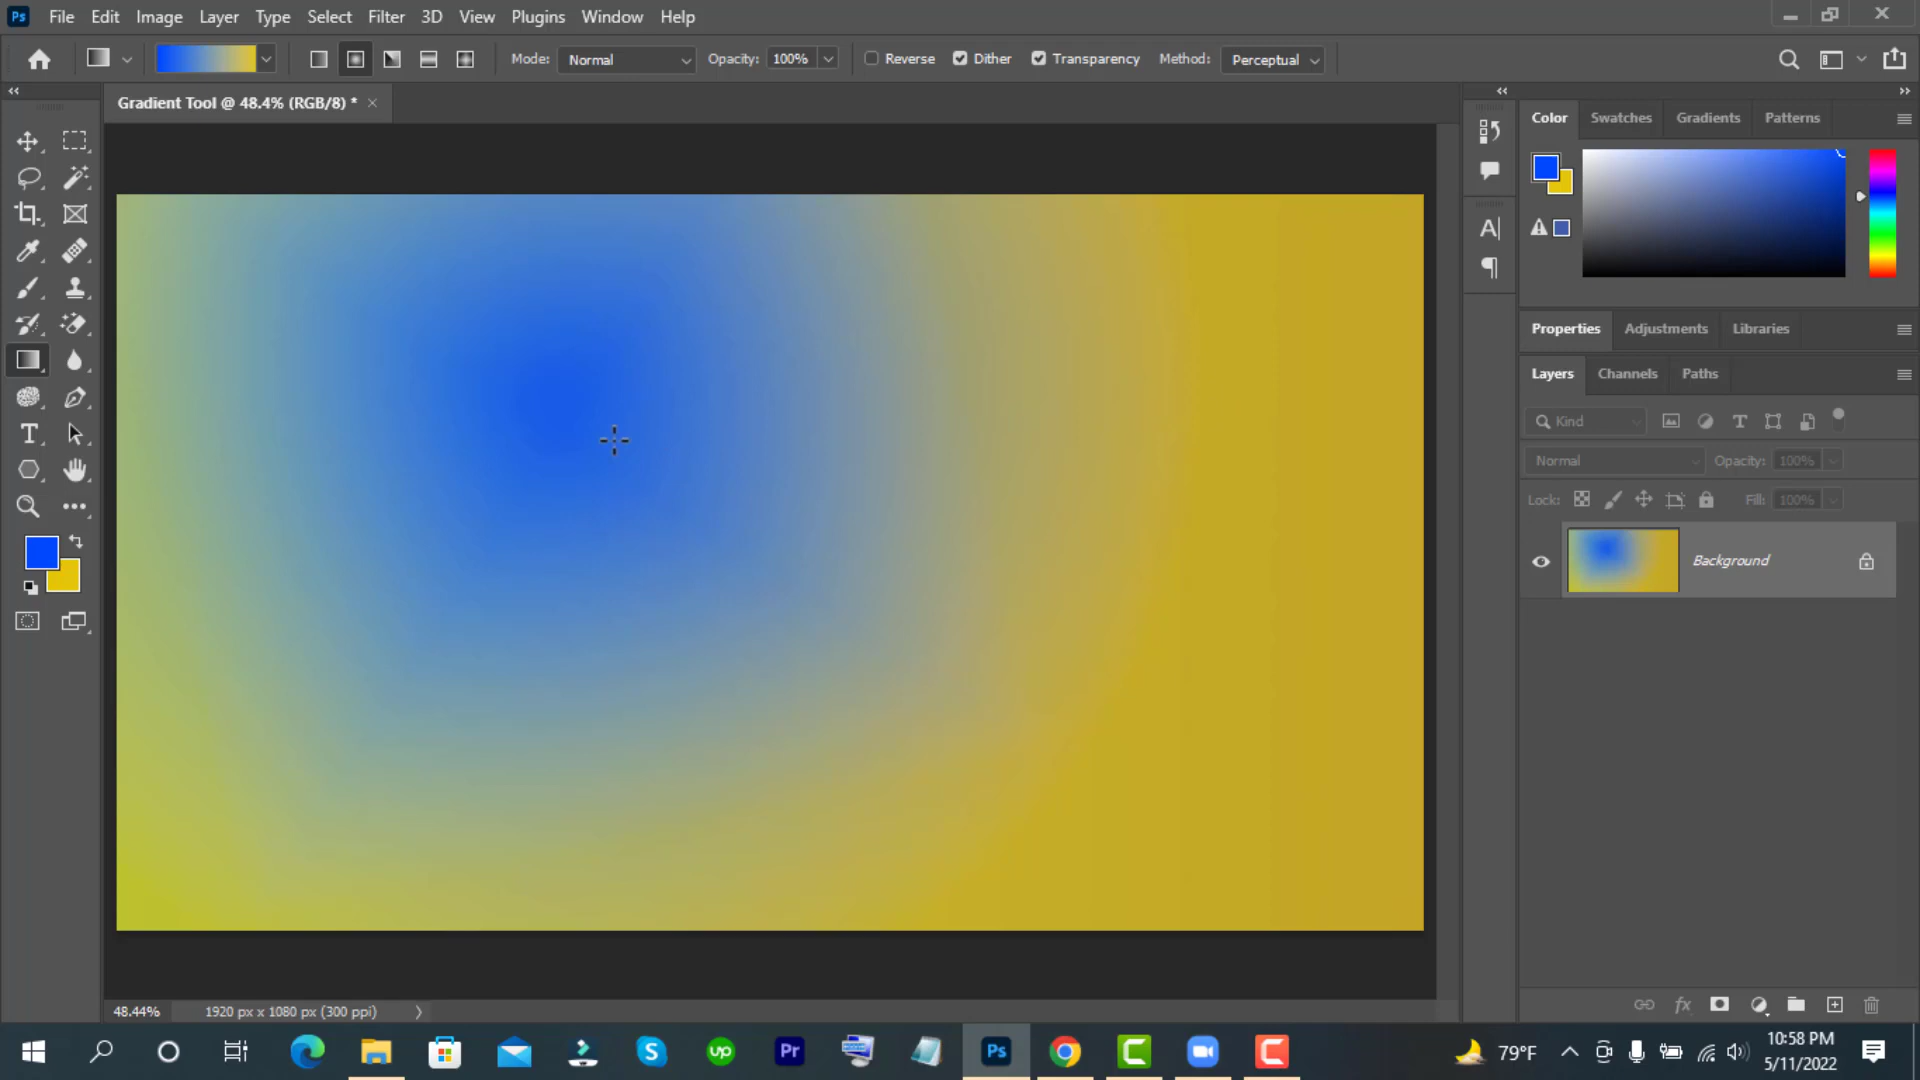 Ps File Edit Image Layer Type Select Filter 3D View Plugins Window Help
Mode: Normal Opacity: 100% Reverse Dither Transparency Method: Perceptual
Gradient Tool @ 48.4% (RGB/8) *
Color Swatches Gradients Patterns
Properties Adjustments Libraries
Layers Channels Paths
Kind
Normal Opacity: 100%
Lock: Fill: 100%
Background
48.44% 1920 px x 1080 px (300 ppi)
up Pr Ps 79°F
10:58 PM
5/11/2022